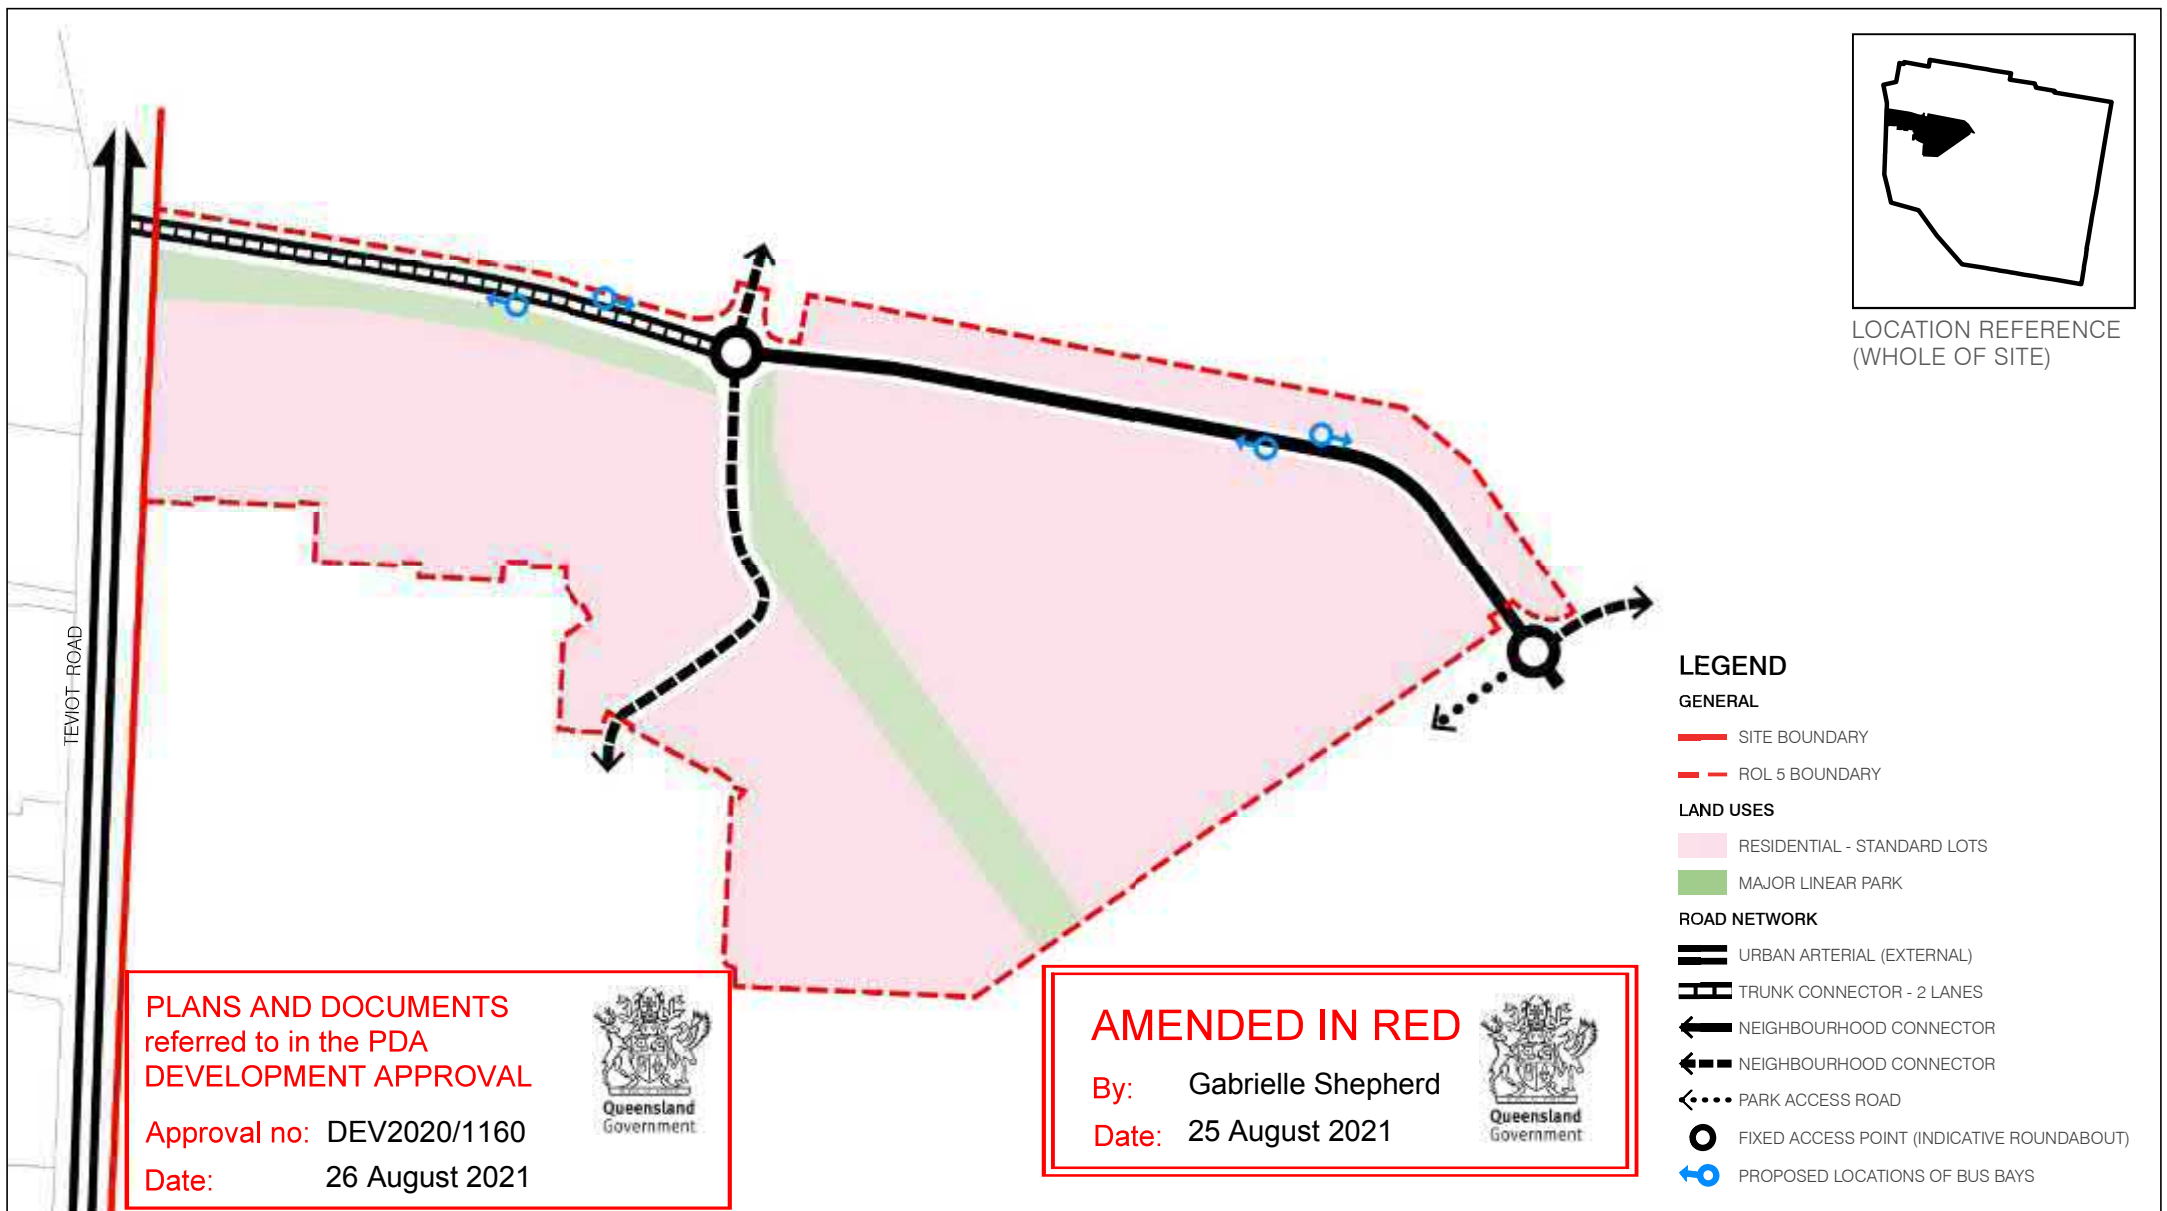 LOCATION REFERENCE
(WHOLE OF SITE)
TEVIOT ROAD
LEGEND
GENERAL
SITE BOUNDARY
ROL 5 BOUNDARY
LAND USES
RESIDENTIAL - STANDARD LOTS
MAJOR LINEAR PARK
ROAD NETWORK
URBAN ARTERIAL (EXTERNAL)
TRUNK CONNECTOR - 2 LANES
NEIGHBOURHOOD CONNECTOR
NEIGHBOURHOOD CONNECTOR
PARK ACCESS ROAD
FIXED ACCESS POINT (INDICATIVE ROUNDABOUT)
PROPOSED LOCATIONS OF BUS BAYS
PLANS AND DOCUMENTS
referred to in the PDA
DEVELOPMENT APPROVAL
Approval no: DEV2020/1160
Date: 26 August 2021
Queensland
Government
AMENDED IN RED
By: Gabrielle Shepherd
Date: 25 August 2021
Queensland
Government